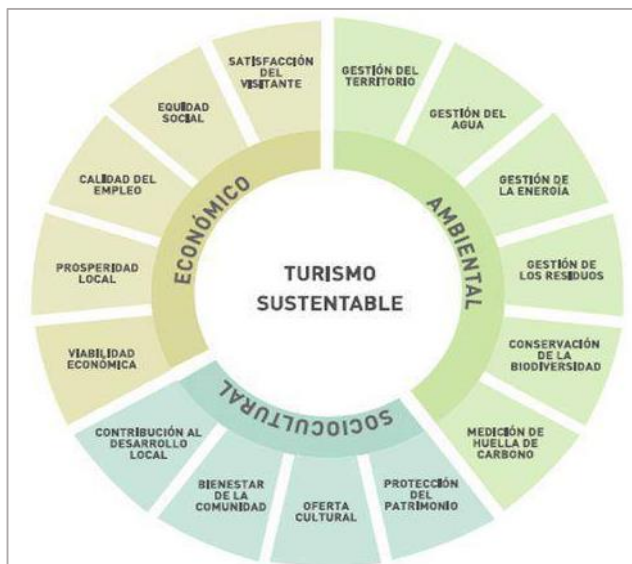 TURISMO
SUSTENTABLE
ECONÓMICO
SATISFACCIÓN
DEL
VISITANTE
EQUIDAD
SOCIAL
CALIDAD DEL
EMPLEO
PROSPERIDAD
LOCAL
VIABILIDAD
ECONÓMICA
AMBIENTAL
GESTIÓN DEL
TERRITORIO
GESTIÓN DEL
AGUA
GESTIÓN DE
LA ENERGÍA
GESTIÓN DE
LOS RESIDUOS
CONSERVACIÓN
DE LA
BIODIVERSIDAD
MEDICIÓN DE
HUELLA DE
CARBONO
SOCIOCULTURAL
CONTRIBUCIÓN AL
DESARROLLO
LOCAL
BIENESTAR
DE LA
COMUNIDAD
OFERTA
CULTURAL
PROTECCIÓN
DEL
PATRIMONIO